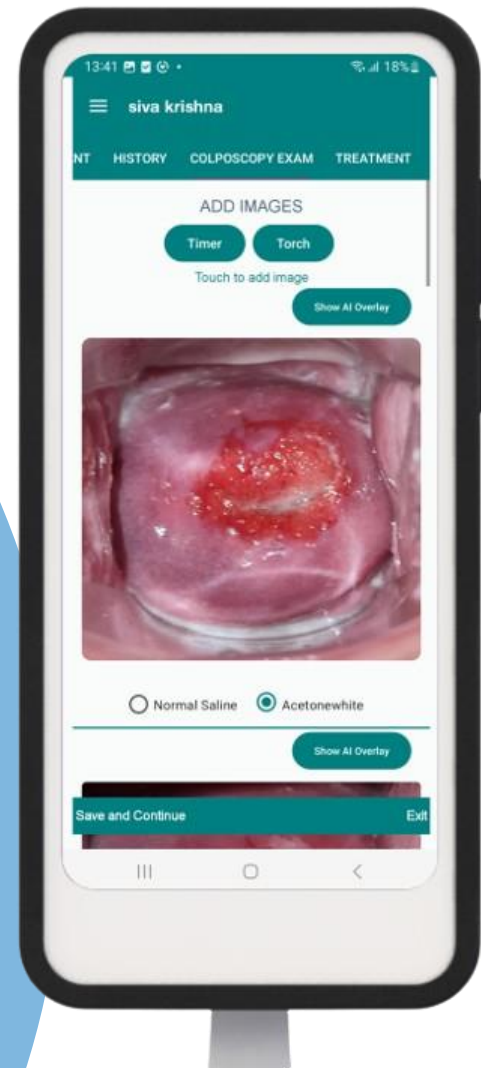 13:41
18%
siva krishna
NT HISTORY COLPOSCOPY EXAM TREATMENT
ADD IMAGES
Timer Torch
Touch to add image
Show AI Overlay
Normal Saline Acetonewhite
Show AI Overlay
Save and Continue Exit